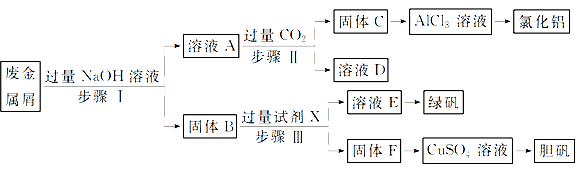 废金属屑
过量 NaOH 溶液
步骤 Ⅰ
溶液 A
过量 CO₂
步骤 Ⅱ
固体 C
AlCl₃ 溶液
氯化铝
溶液 D
固体 B
过量试剂 X
步骤 Ⅲ
溶液 E
绿矾
固体 F
CuSO₄ 溶液
胆矾